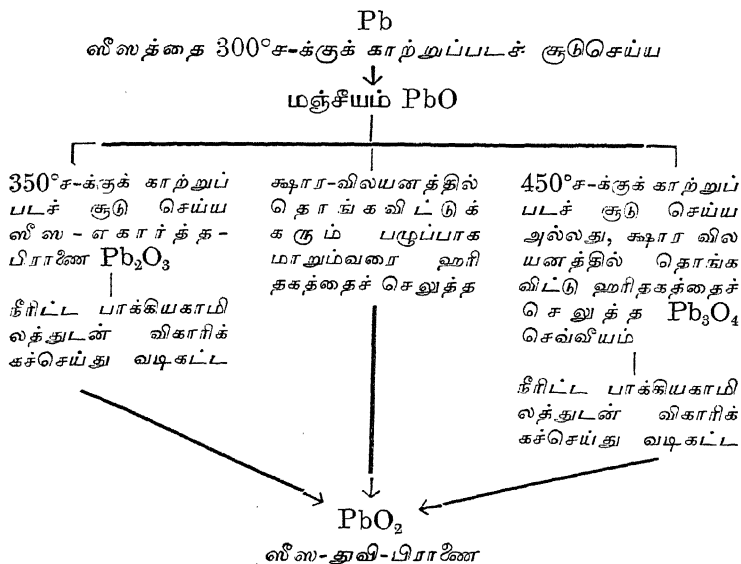 Pb
ஸீஸத்தை 300°ச-க்குக் காற்றுப்படச் சூடுசெய்ய
மஞ்சீயம் PbO
350°ச-க்குக் காற்றுப்
படச் சூடு செய்ய
ஸீஸ-எகார்த்த-
பிராணை Pb₂O₃
நீரிட்ட பாக்கியகாமி
லத்துடன் விகாரிக்
கச்செய்து வடிகட்ட
க்ஷார-விலயனத்தில்
தொங்கவிட்டுக்
கரும் பழுப்பாக
மாறும்வரை ஹரி
தகத்தைச் செலுத்த
450°ச-க்குக் காற்றுப்
படச் சூடு செய்ய
அல்லது, க்ஷார வில
யனத்தில் தொங்க
விட்டு ஹரிதகத்தைச்
செலுத்த Pb₃O₄
செவ்வீயம்
நீரிட்ட பாக்கியகாமி
லத்துடன் விகாரிக்
கச்செய்து வடிகட்ட
PbO₂
ஸீஸ-துவி-பிராணை